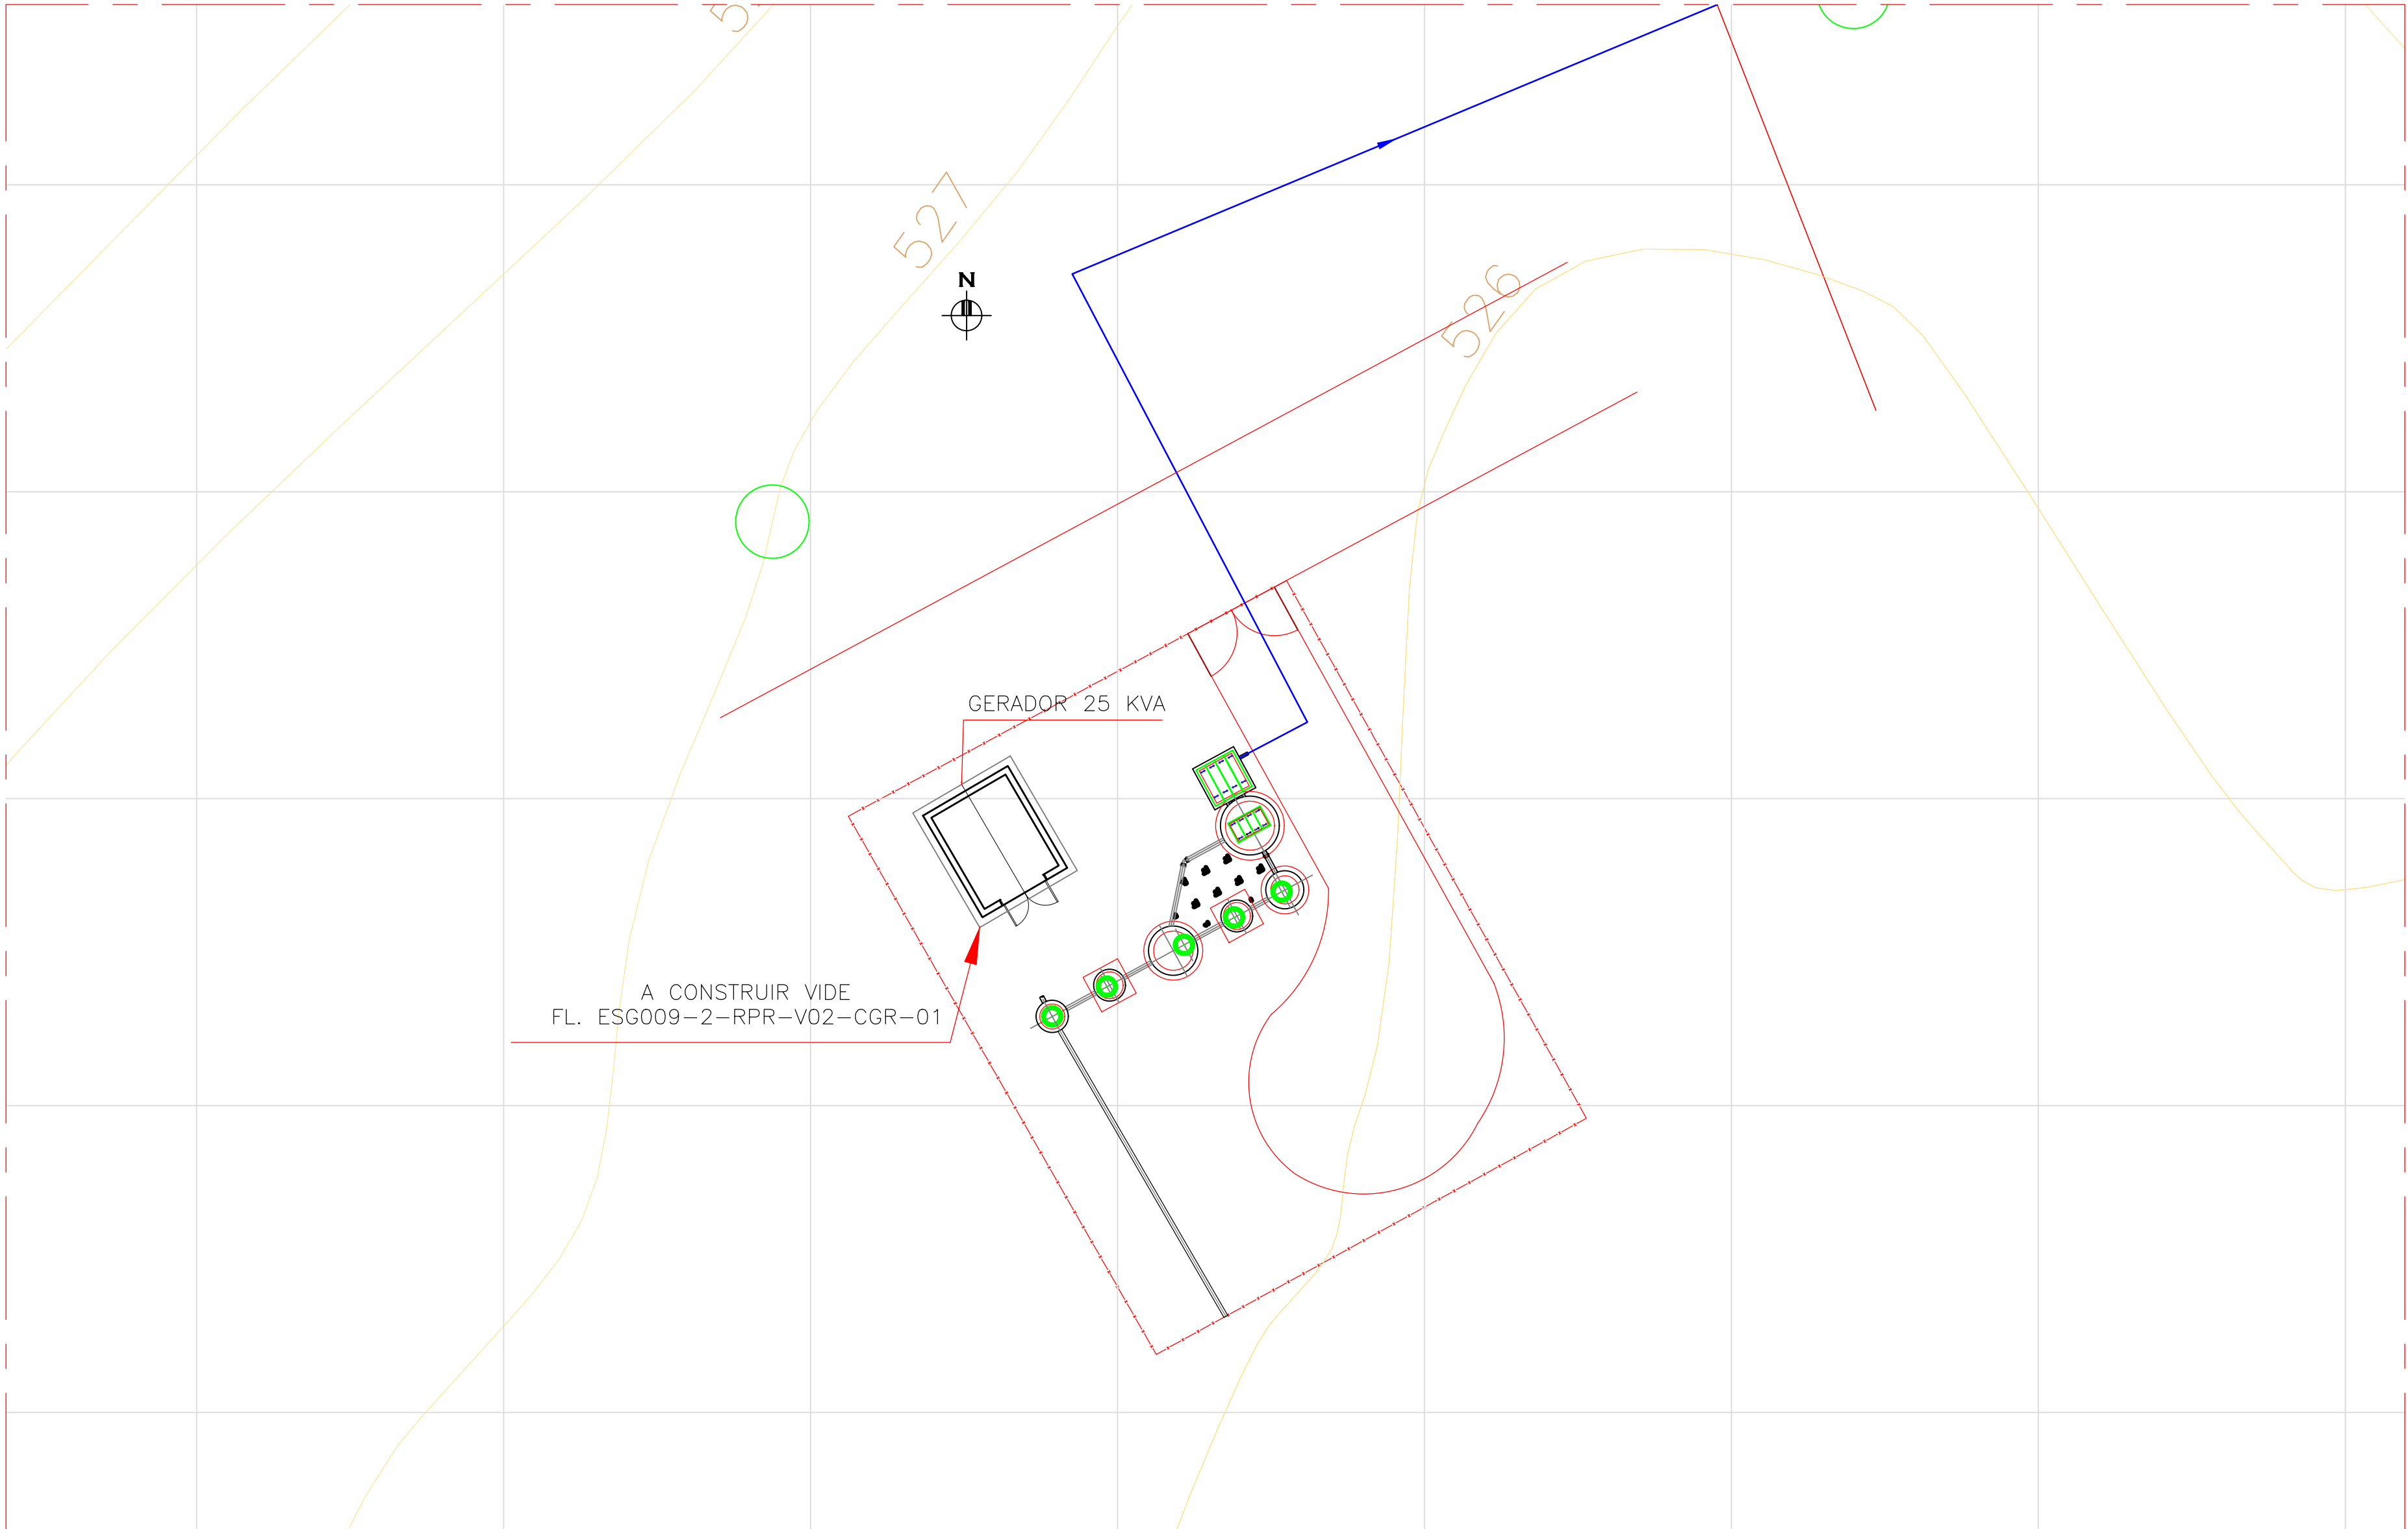 527
N
526
GERADOR 25 KVA
A CONSTRUIR VIDE
FL. ESG009-2-RPR-V02-CGR-01